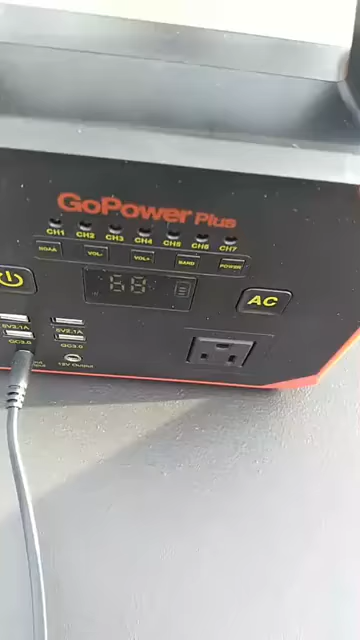 GoPower Plus
CH1 CH2 CH3 CH4 CH5 CH6 CH7
NOAA VOL- VOL+ BAND POWER
68
AC
5V2.1A 5V2.1A
QC3.0 QC3.0
12V Output